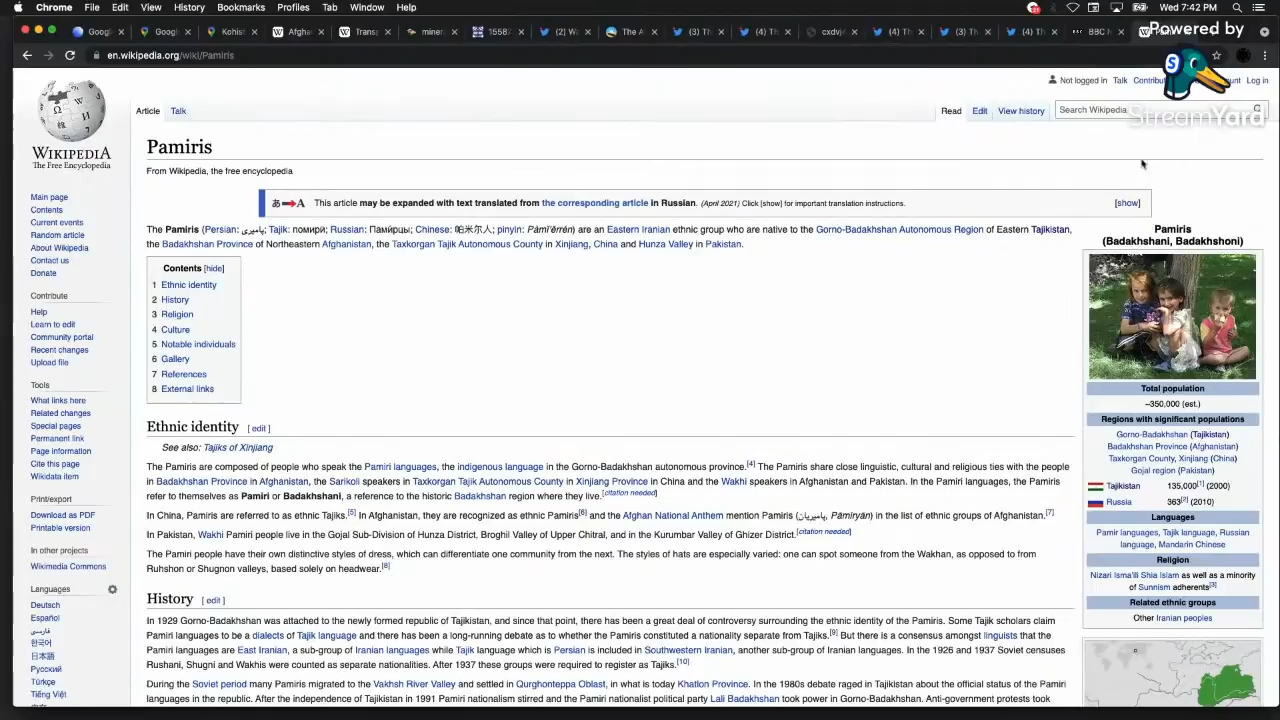 Chrome File Edit View History Bookmarks Profiles Tab Window Help Wed 7:42 PM
Powered by
Googl Googl Kohist Afghar Trans miner 1558 (2) W The A (3) Th (4) Th cxdvj (4) Th (3) Th (4) Th BBC N
en.wikipedia.org/wiki/Pamiris
StreamYard
Not logged in Talk Log in
Article Talk Read Edit View history Search Wikipedia
WIKIPEDIA
The Free Encyclopedia
Pamiris
From Wikipedia, the free encyclopedia
Main page
Contents
Current events
Random article
About Wikipedia
Contact us
Donate
Contribute
Help
Learn to edit
Community portal
Recent changes
Upload file
Tools
What links here
Related changes
Special pages
Permanent link
Page information
Cite this page
Wikidata item
Print/export
Download as PDF
Printable version
In other projects
Wikimedia Commons
Languages
Deutsch
Español
فارسی
한국어
日本語
Русский
Türkçe
Tiếng Việt
あ A This article may be expanded with text translated from the corresponding article in Russian. (April 2021) Click [show] for important translation instructions. [show]
The Pamiris (Persian: پامیری; Tajik: помирӣ; Russian: Памирцы; Chinese: 帕米尔人; pinyin: Pàmǐ'ěrrén) are an Eastern Iranian ethnic group who are native to the Gorno-Badakhshan Autonomous Region of Eastern Tajikistan,
the Badakhshan Province of Northeastern Afghanistan, the Taxkorgan Tajik Autonomous County in Xinjiang, China and Hunza Valley in Pakistan.
Contents [hide]
1 Ethnic identity
2 History
3 Religion
4 Culture
5 Notable individuals
6 Gallery
7 References
8 External links
Ethnic identity [ edit ]
See also: Tajiks of Xinjiang
The Pamiris are composed of people who speak the Pamiri languages, the indigenous language in the Gorno-Badakhshan autonomous province.[4] The Pamiris share close linguistic, cultural and religious ties with the people
in Badakhshan Province in Afghanistan, the Sarikoli speakers in Taxkorgan Tajik Autonomous County in Xinjiang Province in China and the Wakhi speakers in Afghanistan and Pakistan. In the Pamiri languages, the Pamiris
refer to themselves as Pamiri or Badakhshani, a reference to the historic Badakhshan region where they live.[citation needed]
In China, Pamiris are referred to as ethnic Tajiks.[5] In Afghanistan, they are recognized as ethnic Pamiris[6] and the Afghan National Anthem mention Pamiris (پامیریان, Pāmīryān) in the list of ethnic groups of Afghanistan.[7]
In Pakistan, Wakhi Pamiri people live in the Gojal Sub-Division of Hunza District, Broghil Valley of Upper Chitral, and in the Kurumbar Valley of Ghizer District.[citation needed]
The Pamiri people have their own distinctive styles of dress, which can differentiate one community from the next. The styles of hats are especially varied: one can spot someone from the Wakhan, as opposed to from
Ruhshon or Shugnon valleys, based solely on headwear.[8]
History [ edit ]
In 1929 Gorno-Badakhshan was attached to the newly formed republic of Tajikistan, and since that point, there has been a great deal of controversy surrounding the ethnic identity of the Pamiris. Some Tajik scholars claim
Pamiri languages to be a dialects of Tajik language and there has been a long-running debate as to whether the Pamiris constituted a nationality separate from Tajiks.[9] But there is a consensus amongst linguists that the
Pamiri languages are East Iranian, a sub-group of Iranian languages while Tajik language which is Persian is included in Southwestern Iranian, another sub-group of Iranian languages. In the 1926 and 1937 Soviet censuses
Rushani, Shugni and Wakhis were counted as separate nationalities. After 1937 these groups were required to register as Tajiks.[10]
During the Soviet period many Pamiris migrated to the Vakhsh River Valley and settled in Qurghonteppa Oblast, in what is today Khatlon Province. In the 1980s debate raged in Tajikistan about the official status of the Pamiri
languages in the republic. After the independence of Tajikistan in 1991 Pamiri nationalism stirred and the Pamiri nationalist political party Lali Badakhshan took power in Gorno-Badakhshan. Anti-government protests took
Pamiris
(Badakhshani, Badakhshoni)
Total population
~350,000 (est.)
Regions with significant populations
Gorno-Badakhshan (Tajikistan)
Badakhshan Province (Afghanistan)
Taxkorgan County, Xinjiang (China)
Gojal region (Pakistan)
Tajikistan 135,000[1] (2000)
Russia 363[2] (2010)
Languages
Pamir languages, Tajik language, Russian
language, Mandarin Chinese
Religion
Nizari Isma'ili Shia Islam as well as a minority
of Sunnism adherents[3]
Related ethnic groups
Other Iranian peoples